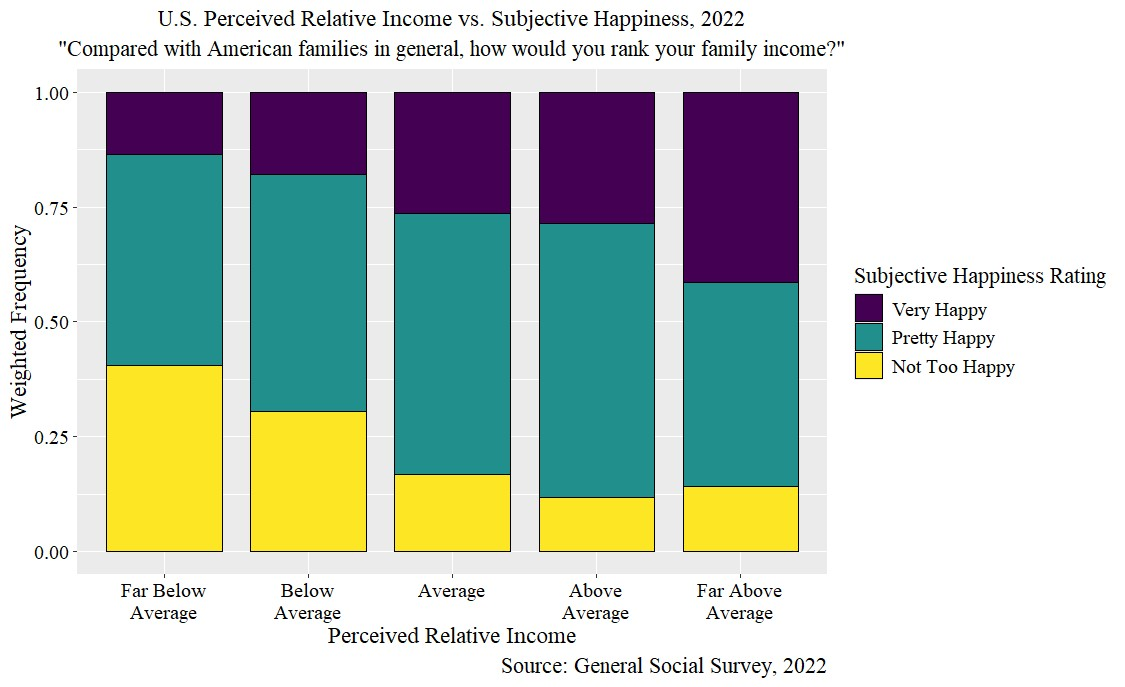 U.S. Perceived Relative Income vs. Subjective Happiness, 2022
"Compared with American families in general, how would you rank your family income?"
Weighted Frequency
1.00
0.75
0.50
0.25
0.00
Far Below
Average
Below
Average
Average
Above
Average
Far Above
Average
Perceived Relative Income
Source: General Social Survey, 2022
Subjective Happiness Rating
Very Happy
Pretty Happy
Not Too Happy